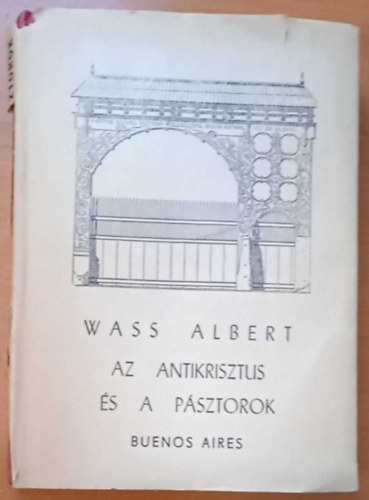 WASS ALBERT
AZ ANTIKRISZTUS
ÉS A PÁSZTOROK
BUENOS AIRES